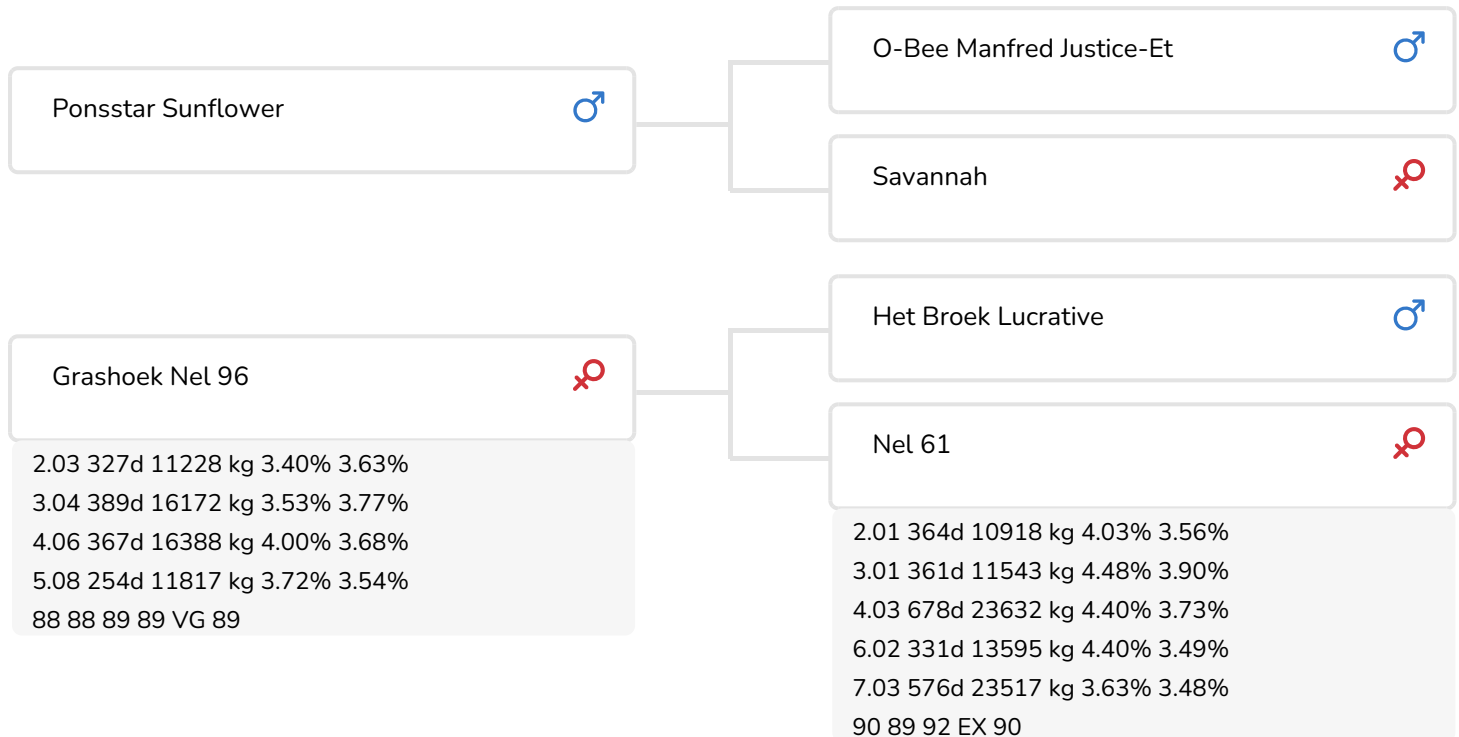 O-Bee Manfred Justice-Et
Ponsstar Sunflower
Savannah
Het Broek Lucrative
Grashoek Nel 96
2.03 327d 11228 kg 3.40% 3.63%
3.04 389d 16172 kg 3.53% 3.77%
4.06 367d 16388 kg 4.00% 3.68%
5.08 254d 11817 kg 3.72% 3.54%
88 88 89 89 VG 89
Nel 61
2.01 364d 10918 kg 4.03% 3.56%
3.01 361d 11543 kg 4.48% 3.90%
4.03 678d 23632 kg 4.40% 3.73%
6.02 331d 13595 kg 4.40% 3.49%
7.03 576d 23517 kg 3.63% 3.48%
90 89 92 EX 90